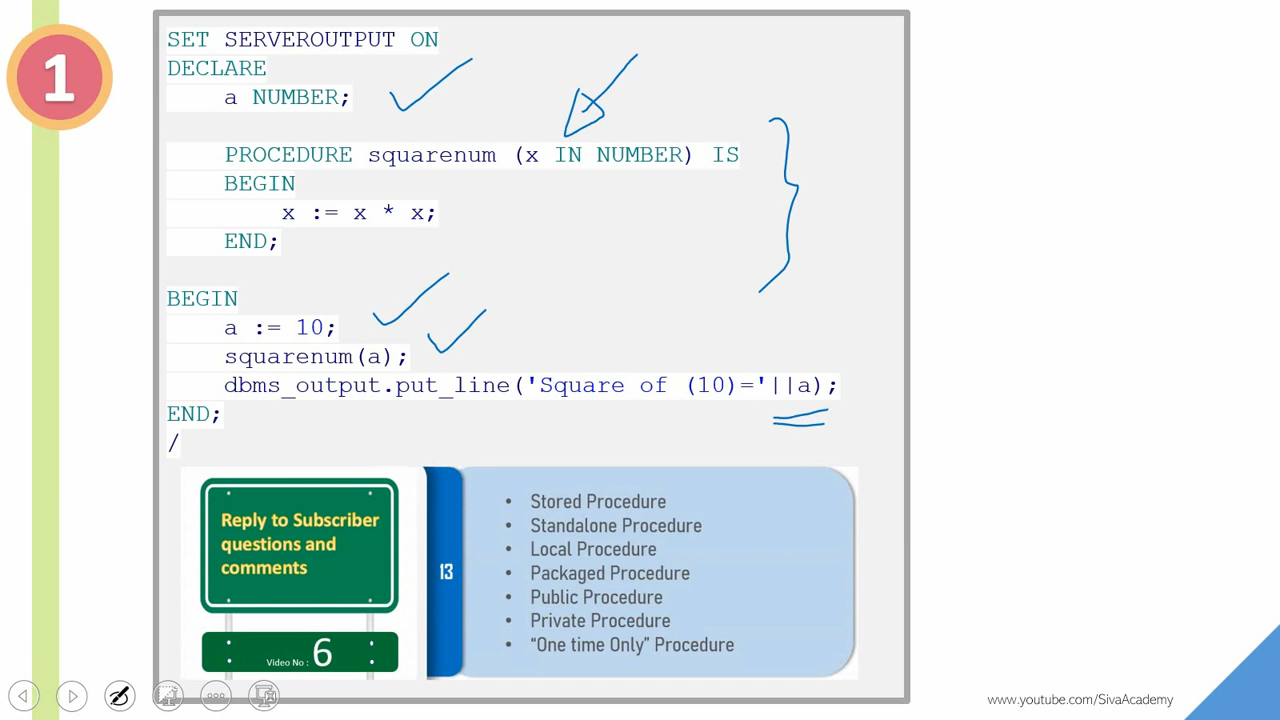 1
SET SERVEROUTPUT ON
DECLARE
a NUMBER;
PROCEDURE squarenum (x IN NUMBER) IS
BEGIN
x := x * x;
END;
BEGIN
a := 10;
squarenum(a);
dbms_output.put_line('Square of (10)='||a);
END;
/
Reply to Subscriber
questions and
comments
Video No : 6
13
• Stored Procedure
• Standalone Procedure
• Local Procedure
• Packaged Procedure
• Public Procedure
• Private Procedure
• “One time Only” Procedure
www.youtube.com/SivaAcademy